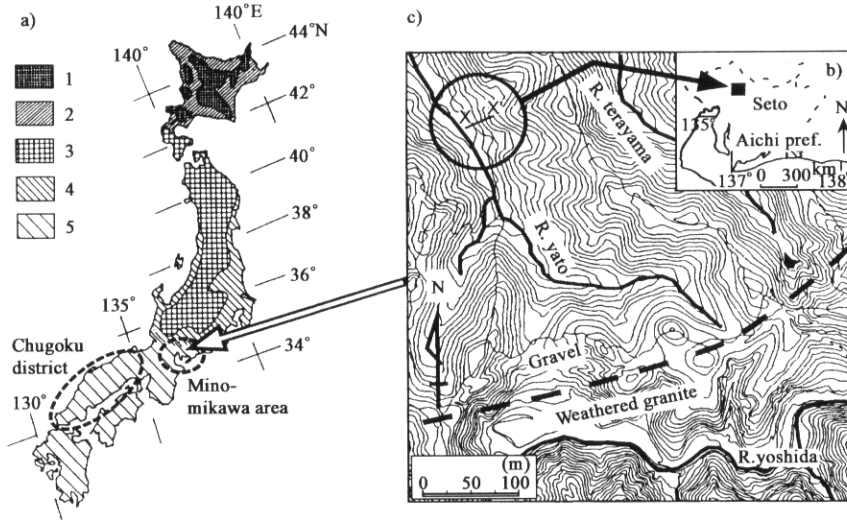 a)
140°E
140°
44°N
42°
40°
38°
36°
34°
135°
130°
1
2
3
4
5
Chugoku
district
Mino-
mikawa area
c)
R. terayama
R. yato
N
Gravel
Weathered granite
R.yoshida
(m)
0 50 100
b)
Seto
135°
N
Aichi pref.
km
137° 0 300 138°